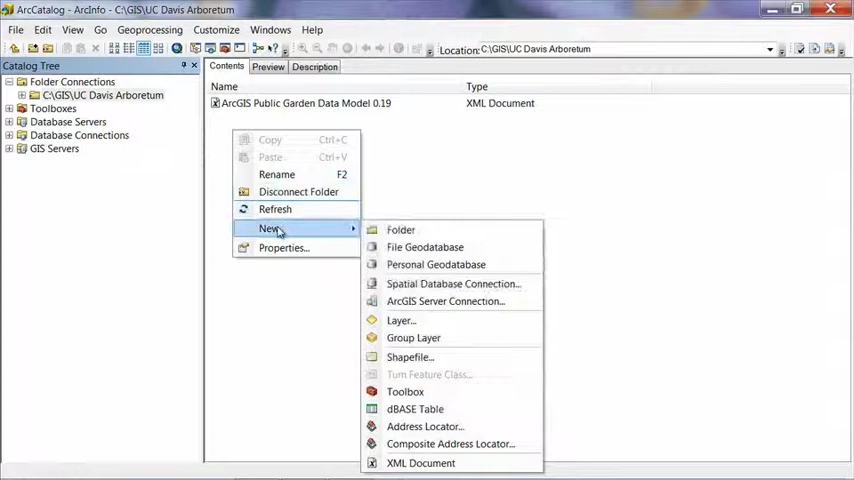 ArcCatalog - ArcInfo - C:\GIS\UC Davis Arboretum
File Edit View Go Geoprocessing Customize Windows Help
Location: C:\GIS\UC Davis Arboretum
Catalog Tree
Contents Preview Description
Folder Connections
C:\GIS\UC Davis Arboretum
Toolboxes
Database Servers
Database Connections
GIS Servers
Name Type
ArcGIS Public Garden Data Model 0.19 XML Document
Copy Ctrl+C
Paste Ctrl+V
Rename F2
Disconnect Folder
Refresh
New
Properties...
Folder
File Geodatabase
Personal Geodatabase
Spatial Database Connection...
ArcGIS Server Connection...
Layer...
Group Layer
Shapefile...
Turn Feature Class...
Toolbox
dBASE Table
Address Locator...
Composite Address Locator...
XML Document